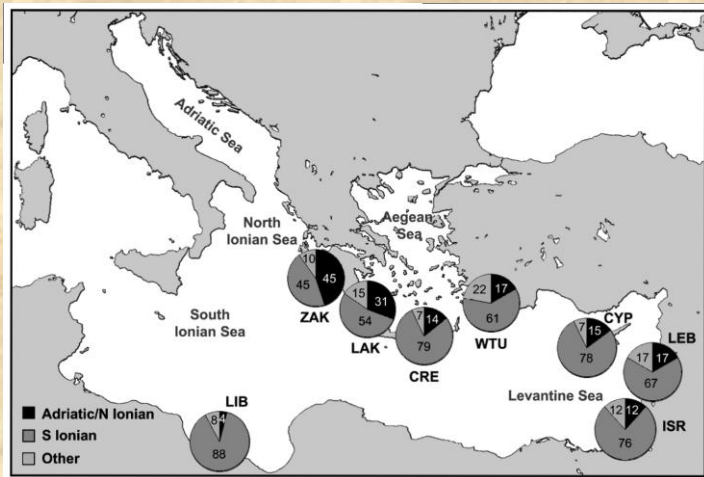 Adriatic Sea
North
Ionian Sea
Aegean
Sea
South
Ionian Sea
Levantine Sea
10
45
45
ZAK
15
31
54
LAK
7
14
79
CRE
22
17
61
WTU
7
15
78
CYP
17
17
67
LEB
12
12
76
ISR
LIB
8
4
88
Adriatic/N Ionian
S Ionian
Other